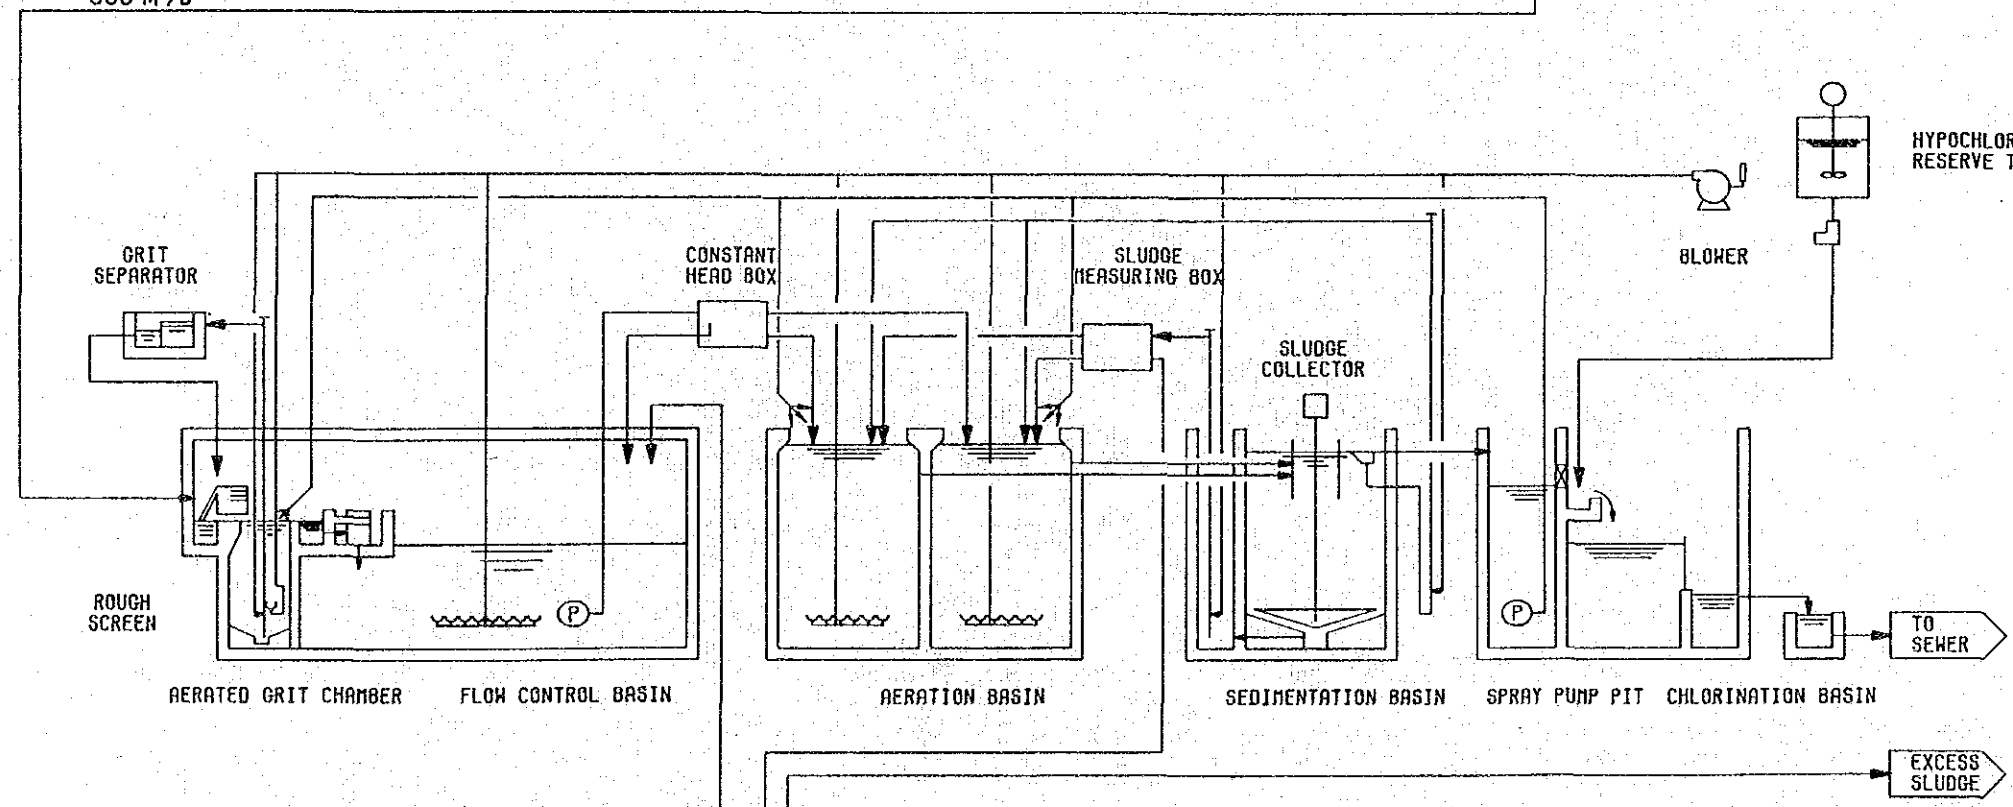 HYPOCHLOR
RESERVE T
GRIT
SEPARATOR
CONSTANT
HEAD BOX
SLUDGE
MEASURING BOX
BLOWER
SLUDGE
COLLECTOR
ROUGH
SCREEN
P
P
TO
SEWER
AERATED GRIT CHAMBER
FLOW CONTROL BASIN
AERATION BASIN
SEDIMENTATION BASIN
SPRAY PUMP PIT
CHLORINATION BASIN
EXCESS
SLUDGE